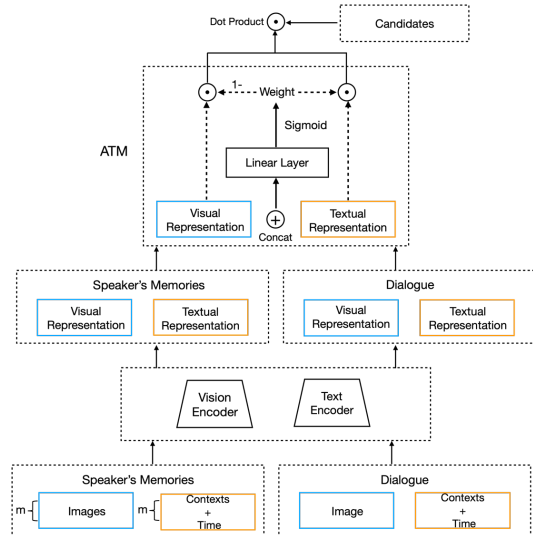 Dot Product
Candidates
1-
Weight
Sigmoid
ATM
Linear Layer
Visual
Representation
Concat
Textual
Representation
Speaker's Memories
Visual
Representation
Textual
Representation
Dialogue
Visual
Representation
Textual
Representation
Vision
Encoder
Text
Encoder
Speaker's Memories
m
Images
m
Contexts
+
Time
Dialogue
Image
Contexts
+
Time